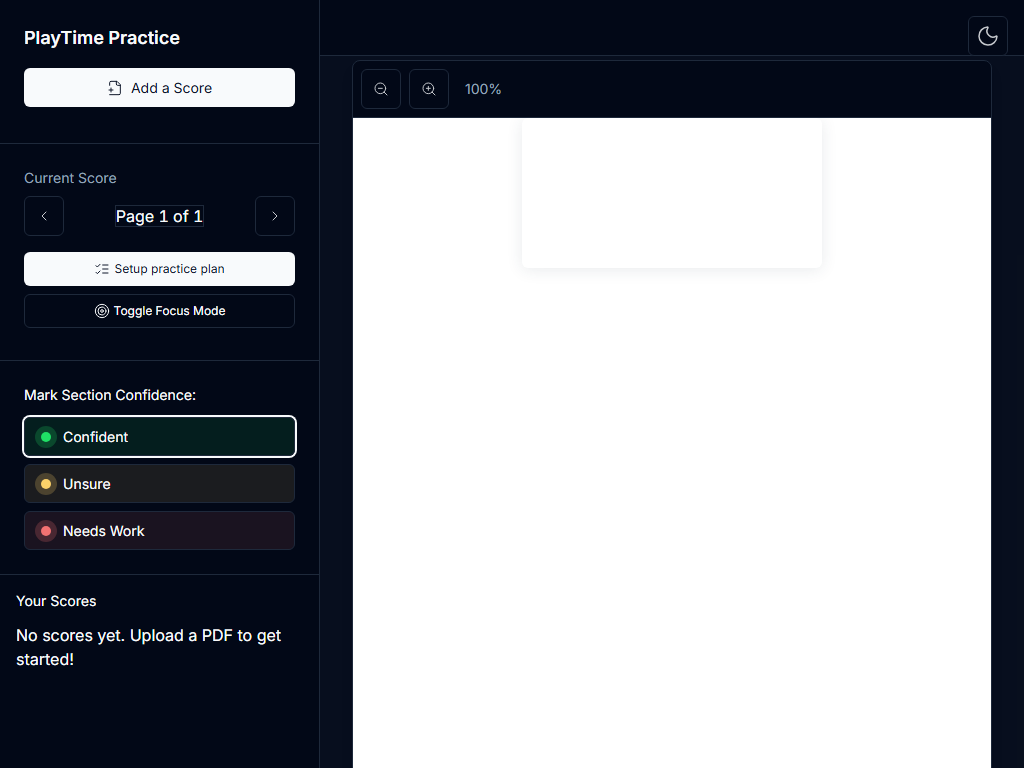 PlayTime Practice
Add a Score
Current Score
Page 1 of 1
Setup practice plan
Toggle Focus Mode
Mark Section Confidence:
Confident
Unsure
Needs Work
Your Scores
No scores yet. Upload a PDF to get
started!
100%